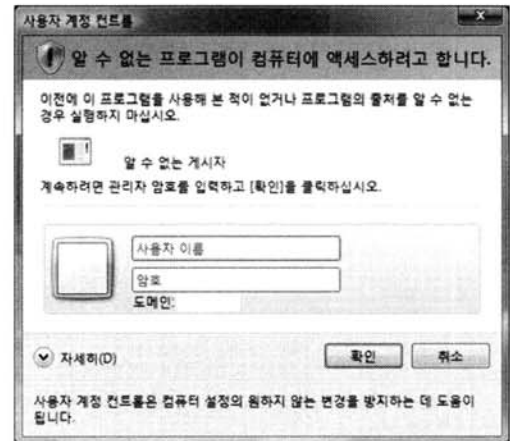 사용자 계정 컨트롤
알 수 없는 프로그램이 컴퓨터에 액세스하려고 합니다.
이전에 이 프로그램을 사용해 본 적이 없거나 프로그램의 출처를 알 수 없는
경우 실행하지 마십시오.
알 수 없는 게시자
계속하려면 관리자 암호를 입력하고 [확인]을 클릭하십시오.
사용자 이름
암호
도메인:
자세히(D)
확인
취소
사용자 계정 컨트롤은 컴퓨터 설정의 원하지 않는 변경을 방지하는 데 도움이
됩니다.